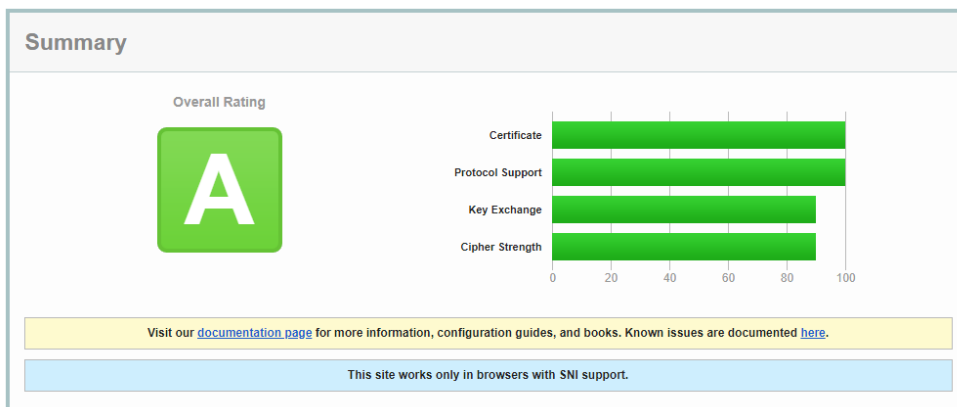 Summary
Overall Rating
A
Certificate
Protocol Support
Key Exchange
Cipher Strength
0 20 40 60 80 100
Visit our documentation page for more information, configuration guides, and books. Known issues are documented here.
This site works only in browsers with SNI support.